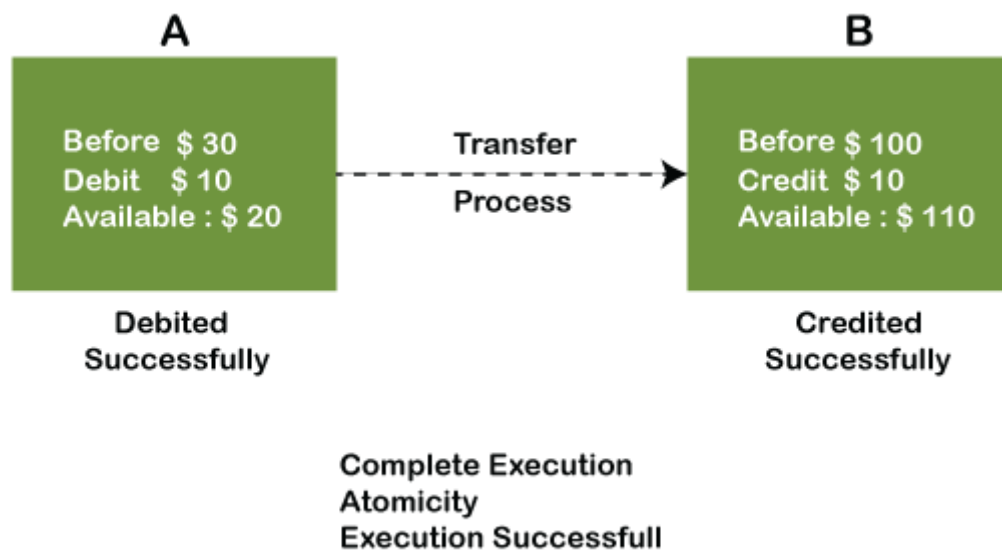 A
Before $ 30
Debit $ 10
Available : $ 20
Debited
Successfully
Transfer
Process
B
Before $ 100
Credit $ 10
Available : $ 110
Credited
Successfully
Complete Execution
Atomicity
Execution Successfull